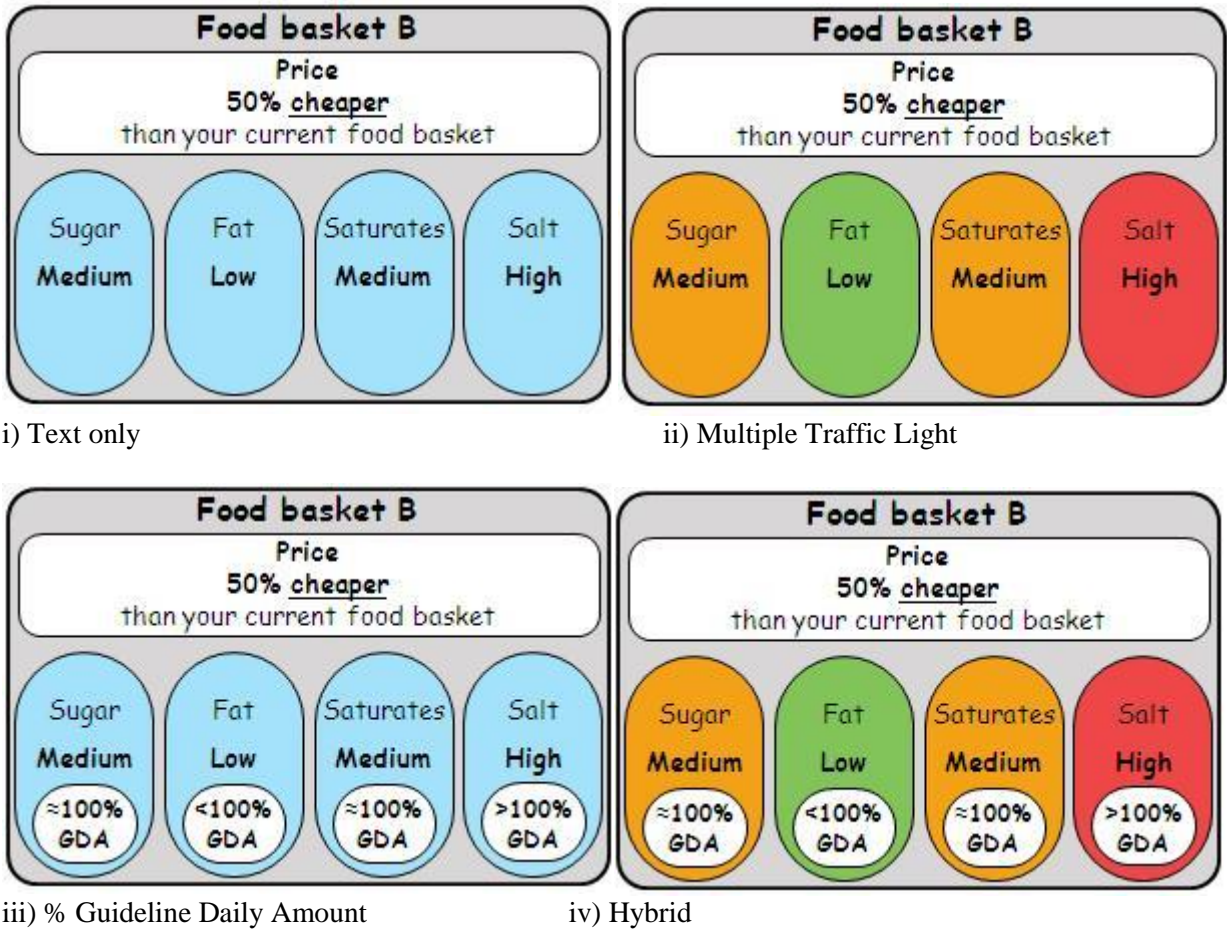 Food basket B
Price
50% cheaper
than your current food basket
Sugar
Medium
Fat
Low
Saturates
Medium
Salt
High
i) Text only
Food basket B
Price
50% cheaper
than your current food basket
Sugar
Medium
Fat
Low
Saturates
Medium
Salt
High
ii) Multiple Traffic Light
Food basket B
Price
50% cheaper
than your current food basket
Sugar
Medium
≈100%
GDA
Fat
Low
<100%
GDA
Saturates
Medium
≈100%
GDA
Salt
High
>100%
GDA
iii) % Guideline Daily Amount
Food basket B
Price
50% cheaper
than your current food basket
Sugar
Medium
≈100%
GDA
Fat
Low
<100%
GDA
Saturates
Medium
≈100%
GDA
Salt
High
>100%
GDA
iv) Hybrid